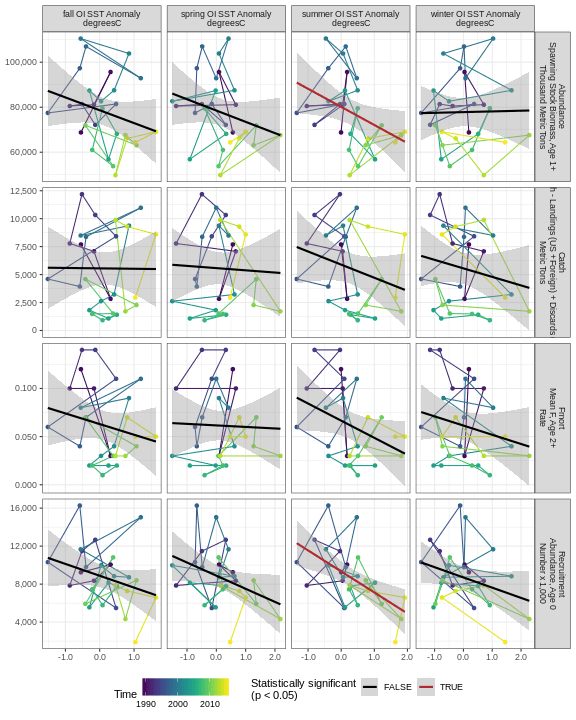 fall OI SST Anomaly
degreesC
spring OI SST Anomaly
degreesC
summer OI SST Anomaly
degreesC
winter OI SST Anomaly
degreesC
100,000
80,000
60,000
Abundance
Spawning Stock Biomass, Age 1+
Thousand Metric Tons
12,500
10,000
7,500
5,000
2,500
0
Catch
h - Landings (US +Foreign) + Discards
Metric Tons
0.100
0.050
0.000
Fmort
Mean F, Age 2+
Rate
16,000
12,000
8,000
4,000
Recruitment
Abundance, Age 0
Number x 1,000
-1.0 0.0 1.0
-1.0 0.0 1.0 2.0
-1.0 0.0 1.0 2.0
-1.0 0.0 1.0 2.0
Time
1990 2000 2010
Statistically significant
(p < 0.05)
FALSE
TRUE